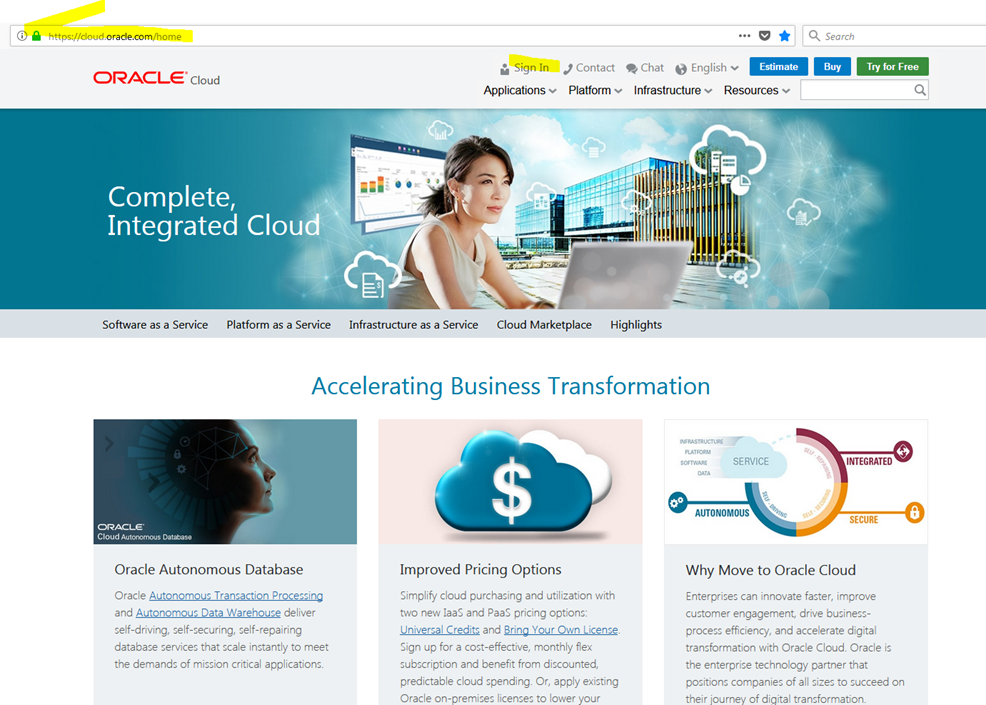 https://cloud.oracle.com/home
Search
ORACLE® Cloud
Sign In Contact Chat English Estimate Buy Try for Free
Applications Platform Infrastructure Resources
Complete,
Integrated Cloud
Software as a Service Platform as a Service Infrastructure as a Service Cloud Marketplace Highlights
Accelerating Business Transformation
ORACLE®
Cloud Autonomous Database
Oracle Autonomous Database
Oracle Autonomous Transaction Processing
and Autonomous Data Warehouse deliver
self-driving, self-securing, self-repairing
database services that scale instantly to meet
the demands of mission critical applications.
$
Improved Pricing Options
Simplify cloud purchasing and utilization with
two new IaaS and PaaS pricing options:
Universal Credits and Bring Your Own License.
Sign up for a cost-effective, monthly flex
subscription and benefit from discounted,
predictable cloud spending. Or, apply existing
Oracle on-premises licenses to lower your
INFRASTRUCTURE
PLATFORM
SOFTWARE
DATA
SERVICE
SELF-REPAIRING
INTEGRATED
SELF-DRIVING
SELF-SECURING
AUTONOMOUS
SECURE
Why Move to Oracle Cloud
Enterprises can innovate faster, improve
customer engagement, drive business-
process efficiency, and accelerate digital
transformation with Oracle Cloud. Oracle is
the enterprise technology partner that
positions companies of all sizes to succeed on
their journey of digital transformation.